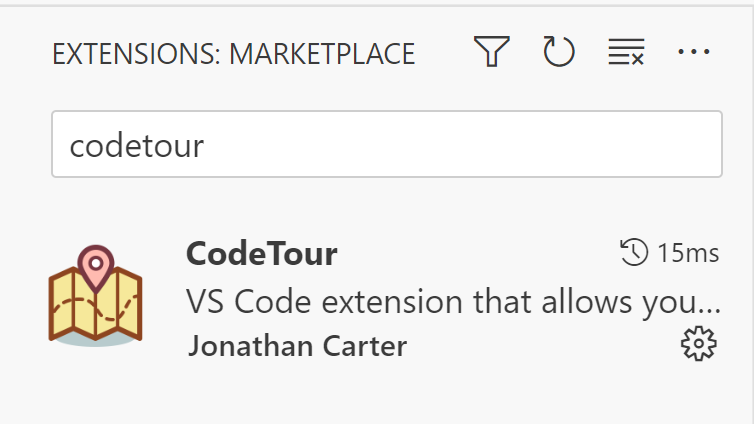 EXTENSIONS: MARKETPLACE
codetour
CodeTour 15ms
VS Code extension that allows you...
Jonathan Carter